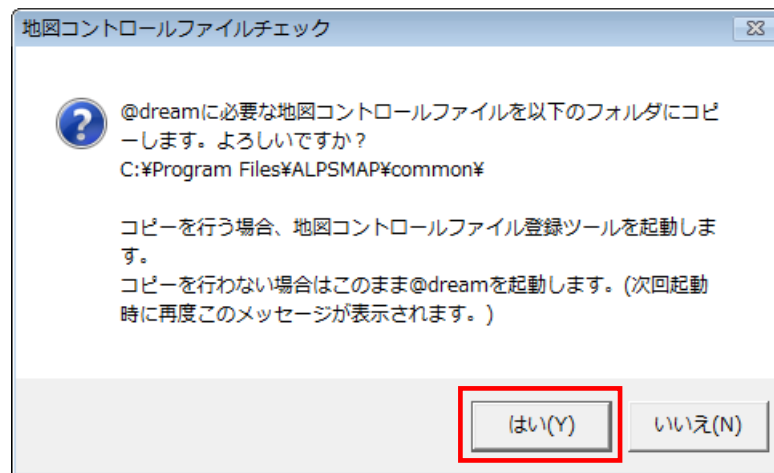 地図コントロールファイルチェック
@dreamに必要な地図コントロールファイルを以下のフォルダにコピ
ーします。よろしいですか？
C:¥Program Files¥ALPSMAP¥common¥
コピーを行う場合、地図コントロールファイル登録ツールを起動しま
す。
コピーを行わない場合はこのまま@dreamを起動します。(次回起動
時に再度このメッセージが表示されます。)
はい(Y)
いいえ(N)